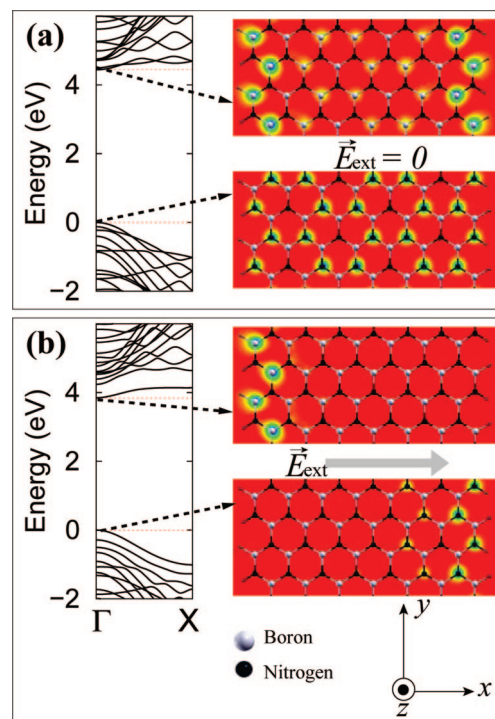 (a)
Energy (eV)
4
2
0
−2
E⃗ext = 0
(b)
Energy (eV)
4
2
0
−2
Γ X
E⃗ext
Boron
Nitrogen
y
z
x